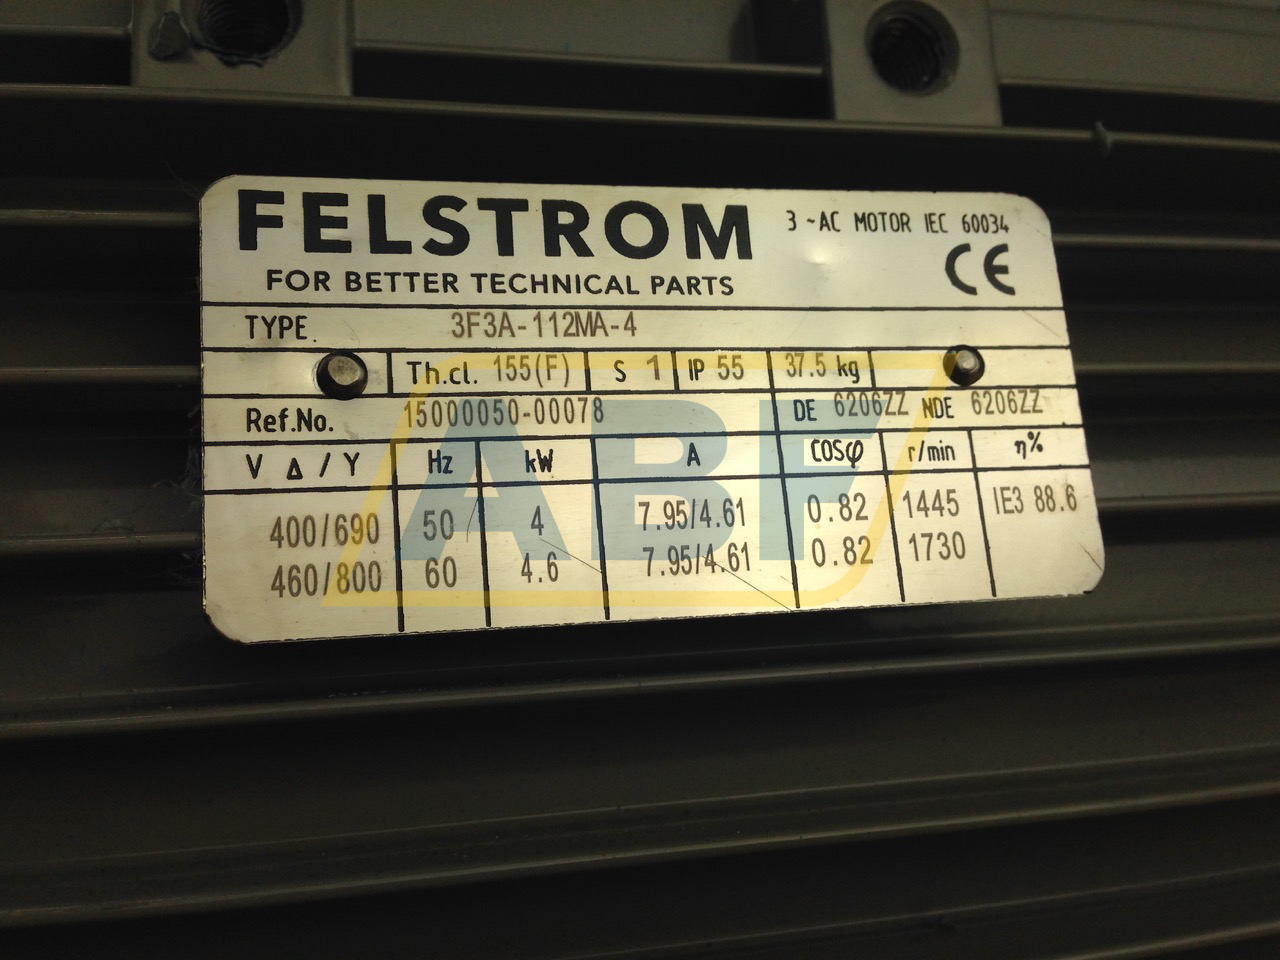 FELSTROM
3 ~AC MOTOR IEC 60034
FOR BETTER TECHNICAL PARTS
CE
TYPE. 3F3A-112MA-4
Th.cl. 155(F) S 1 IP 55 37.5 kg
Ref.No. 15000050-00078 DE 6206ZZ NDE 6206ZZ
V Δ / Y Hz kW A COSφ r/min η%
400/690 50 4 7.95/4.61 0.82 1445 IE3 88.6
460/800 60 4.6 7.95/4.61 0.82 1730
ABF